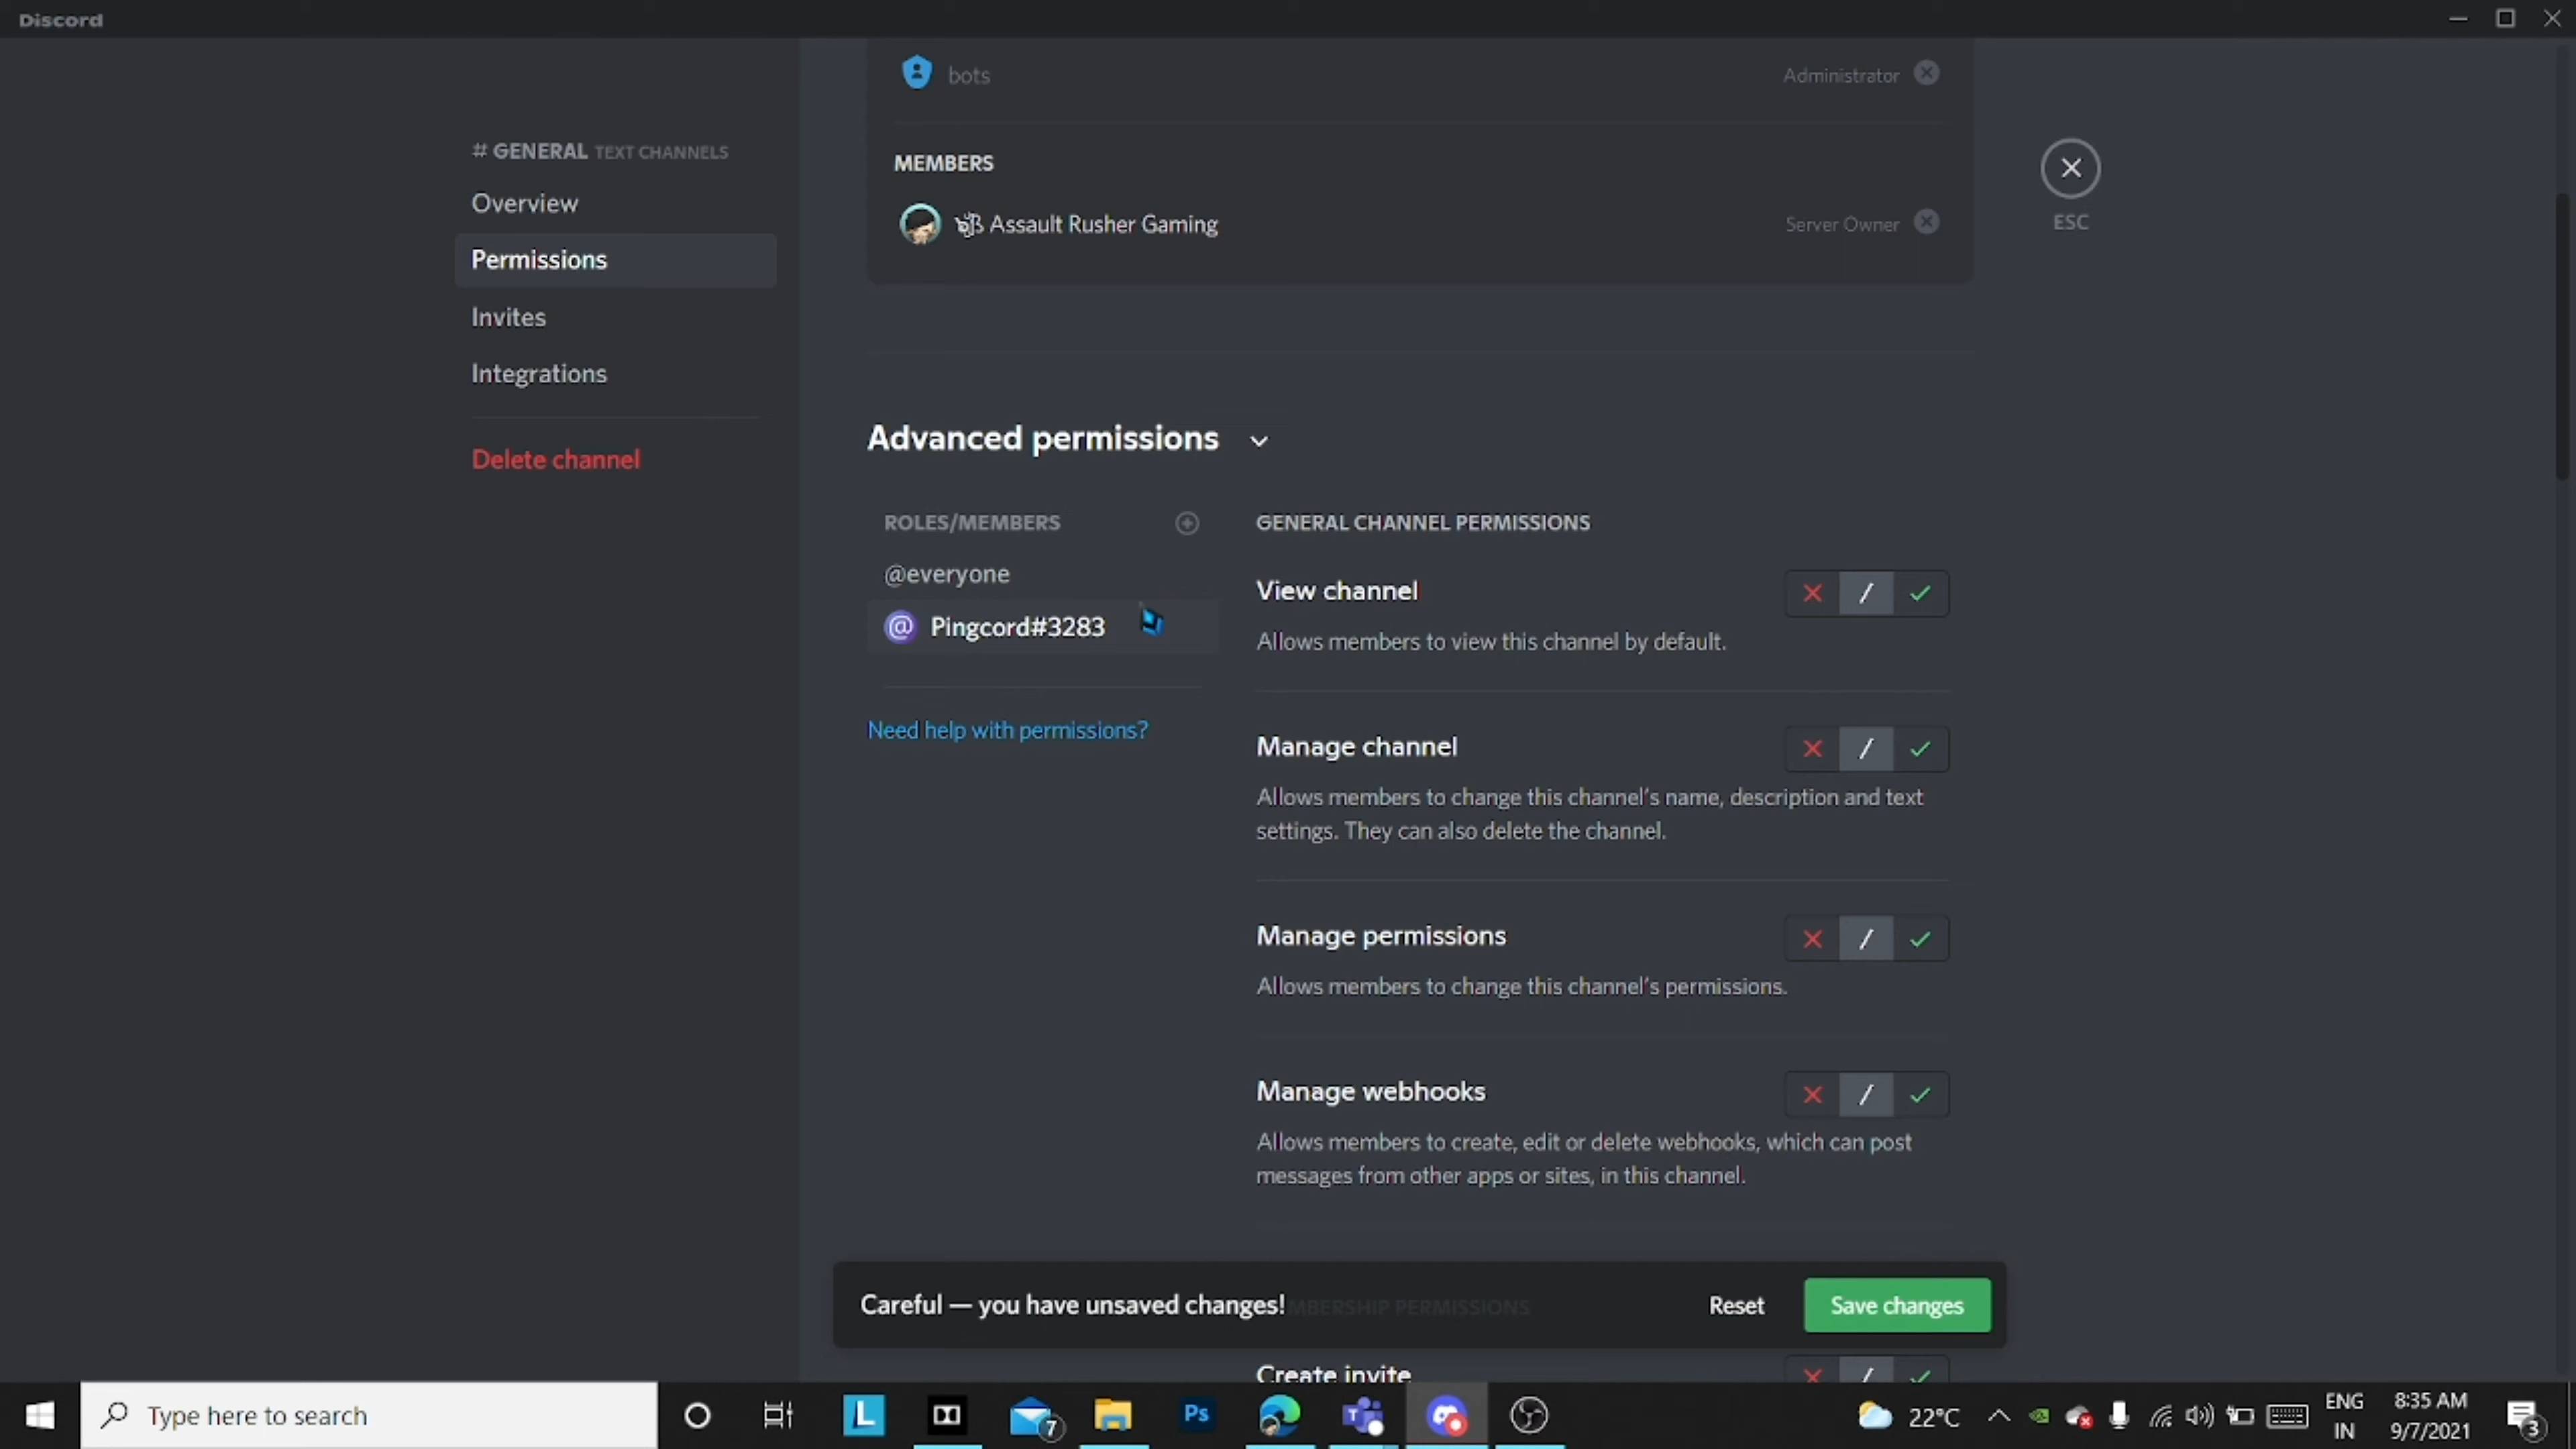 Discord
bots
Administrator
# GENERAL TEXT CHANNELS
Overview
Permissions
Invites
Integrations
Delete channel
MEMBERS
Assault Rusher Gaming
Server Owner
ESC
Advanced permissions
ROLES/MEMBERS
@everyone
@ Pingcord#3283
Need help with permissions?
GENERAL CHANNEL PERMISSIONS
View channel
/
Allows members to view this channel by default.
Manage channel
/
Allows members to change this channel's name, description and text
settings. They can also delete the channel.
Manage permissions
/
Allows members to change this channel's permissions.
Manage webhooks
/
Allows members to create, edit or delete webhooks, which can post
messages from other apps or sites, in this channel.
Careful — you have unsaved changes!
MBERSHIP PERMISSIONS
Reset
Save changes
Create invite
/
Type here to search
L
7
Ps
T
22°C
ENG
IN
8:35 AM
9/7/2021
3